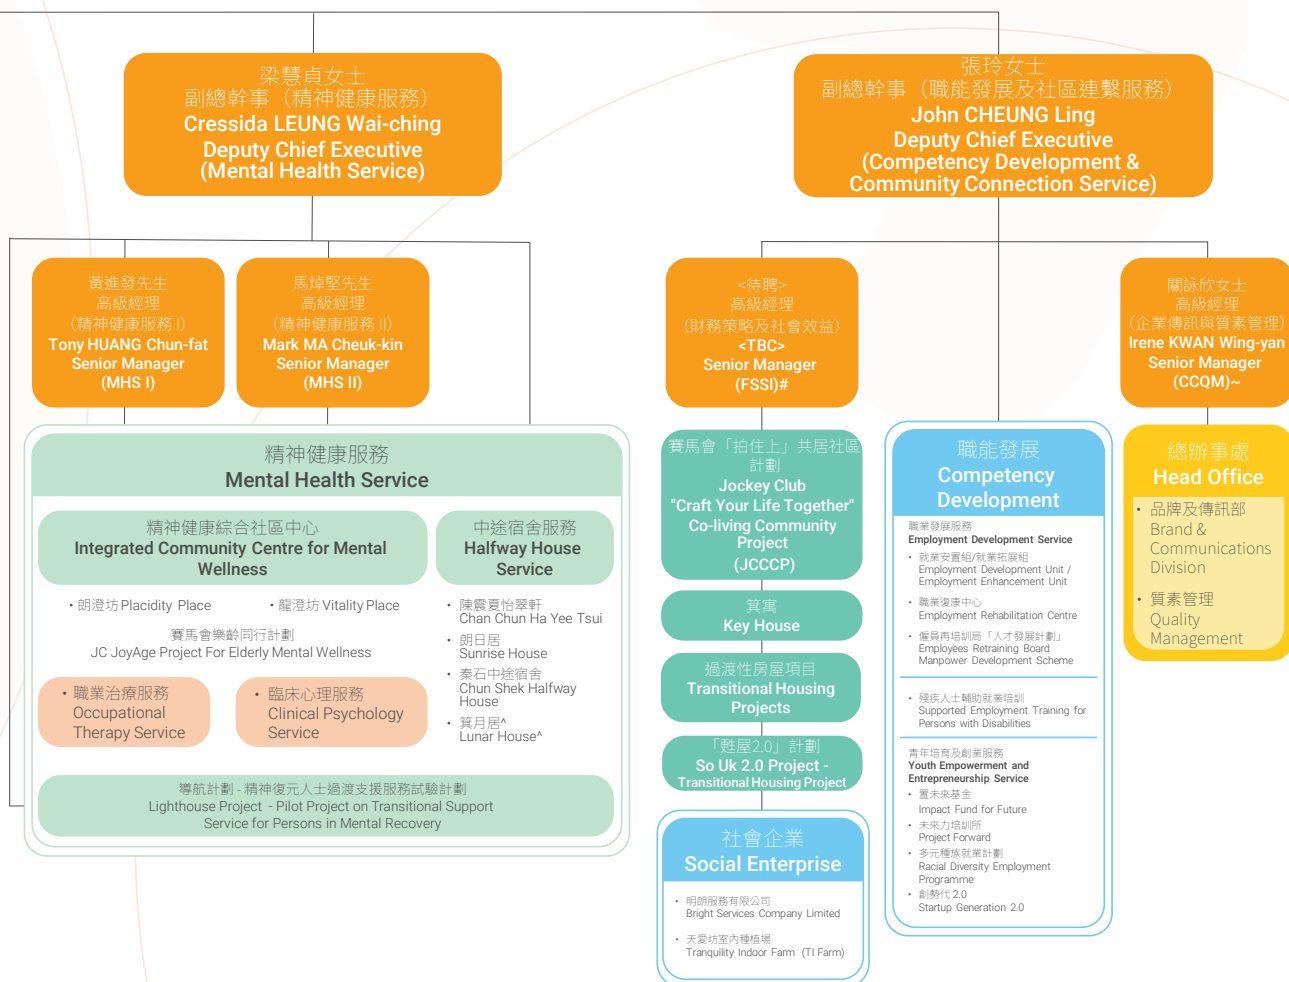 梁慧貞女士
副總幹事（精神健康服務）
Cressida LEUNG Wai-ching
Deputy Chief Executive
(Mental Health Service)
張玲女士
副總幹事（職能發展及社區連繫服務）
John CHEUNG Ling
Deputy Chief Executive
(Competency Development &
Community Connection Service)
黃進發先生
高級經理
（精神健康服務 I）
Tony HUANG Chun-fat
Senior Manager
(MHS I)
馬焯堅先生
高級經理
（精神健康服務 II）
Mark MA Cheuk-kin
Senior Manager
(MHS II)
<待聘>
高級經理
（財務策略及社會效益）
<TBC>
Senior Manager
(FSSI)#
關詠欣女士
高級經理
（企業傳訊與質素管理）
Irene KWAN Wing-yan
Senior Manager
(CCQM)~
精神健康服務
Mental Health Service
精神健康綜合社區中心
Integrated Community Centre for Mental
Wellness
• 朗澄坊 Placidity Place
• 龍澄坊 Vitality Place
賽馬會樂齡同行計劃
JC JoyAge Project For Elderly Mental Wellness
• 職業治療服務
Occupational
Therapy Service
• 臨床心理服務
Clinical Psychology
Service
中途宿舍服務
Halfway House
Service
• 陳震夏怡翠軒
Chan Chun Ha Yee Tsui
• 朗日居
Sunrise House
• 秦石中途宿舍
Chun Shek Halfway
House
• 箕月居^
Lunar House^
導航計劃 - 精神復元人士過渡支援服務試驗計劃
Lighthouse Project - Pilot Project on Transitional Support
Service for Persons in Mental Recovery
賽馬會「拍住上」共居社區
計劃
Jockey Club
"Craft Your Life Together"
Co-living Community
Project
(JCCCP)
箕寓
Key House
過渡性房屋項目
Transitional Housing
Projects
「甦屋2.0」計劃
So Uk 2.0 Project -
Transitional Housing Project
社會企業
Social Enterprise
• 明朗服務有限公司
Bright Services Company Limited
• 天愛坊室內種植場
Tranquility Indoor Farm (TI Farm)
職能發展
Competency
Development
職業發展服務
Employment Development Service
• 就業安置組/就業拓展組
Employment Development Unit /
Employment Enhancement Unit
• 職業復康中心
Employment Rehabilitation Centre
• 僱員再培訓局「人才發展計劃」
Employees Retraining Board
Manpower Development Scheme
• 殘疾人士輔助就業培訓
Supported Employment Training for
Persons with Disabilities
青年培育及創業服務
Youth Empowerment and
Entrepreneurship Service
• 置未來基金
Impact Fund for Future
• 未來力培訓所
Project Forward
• 多元種族就業計劃
Racial Diversity Employment
Programme
• 創勢代 2.0
Startup Generation 2.0
總辦事處
Head Office
• 品牌及傳訊部
Brand &
Communications
Division
• 質素管理
Quality
Management